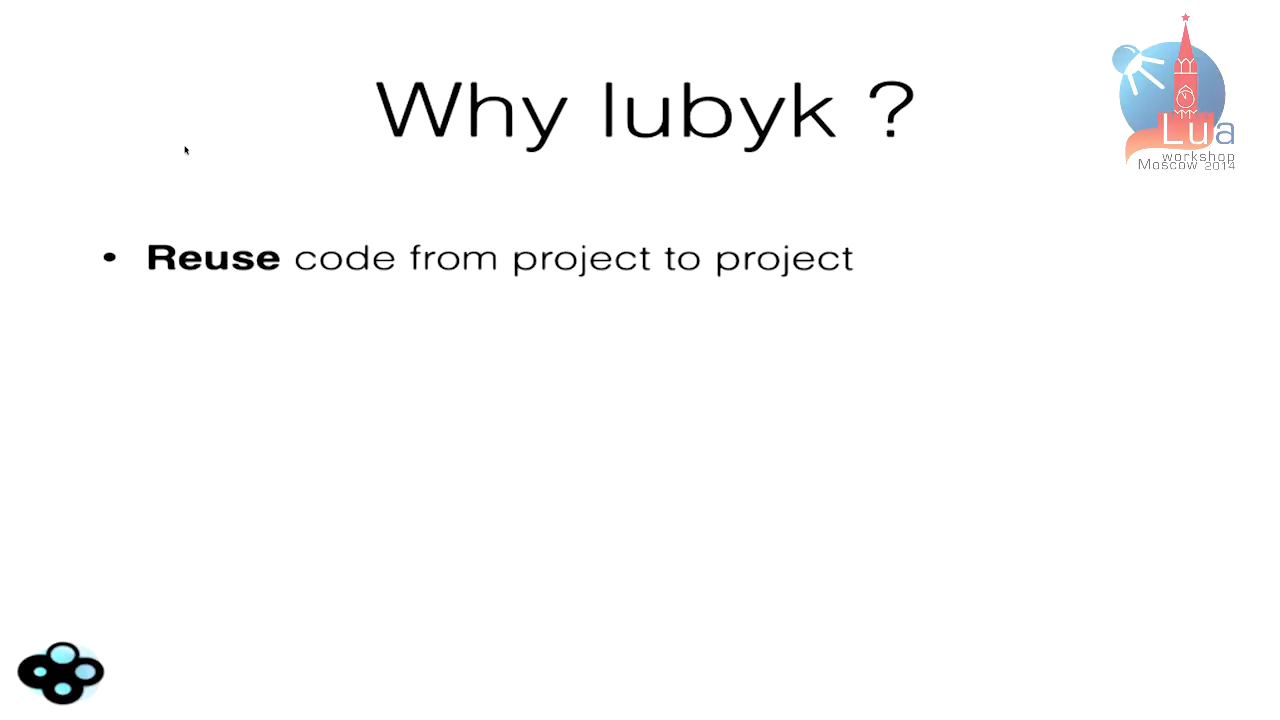 Why lubyk ?
Lua
workshop
Moscow 2014
• Reuse code from project to project